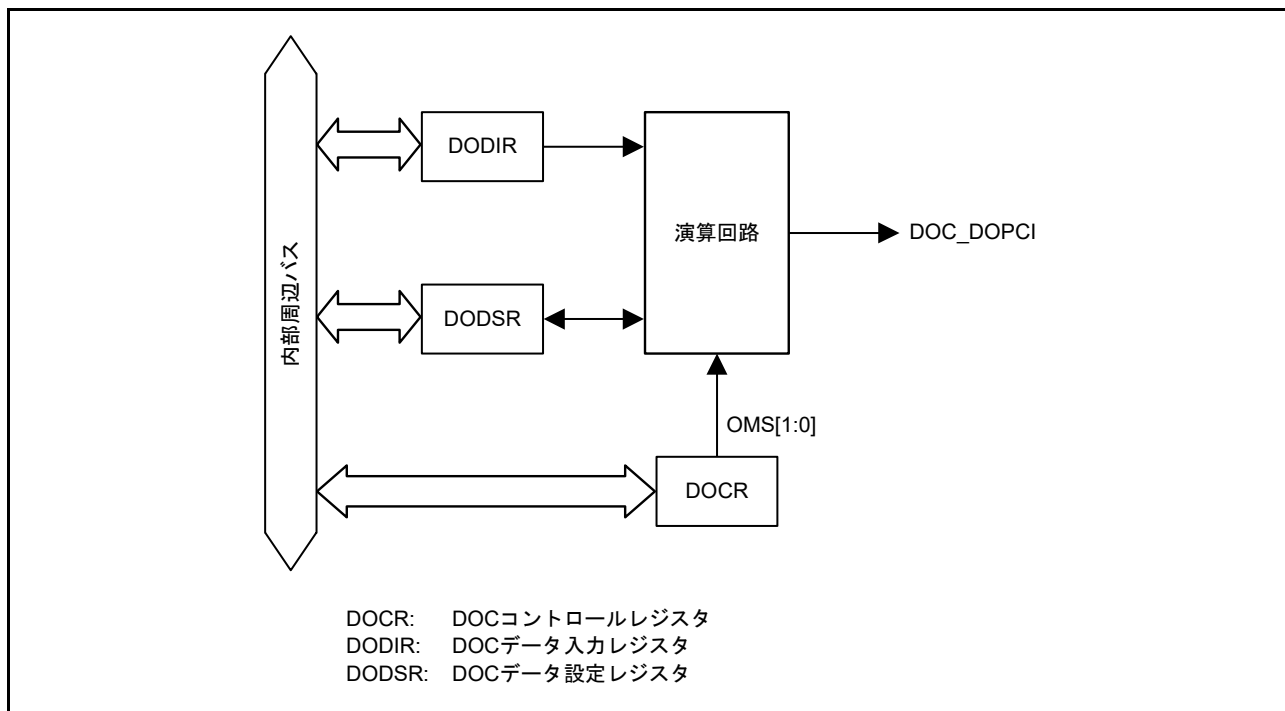 DODIR
演算回路
DOC_DOPCI
内部周辺バス
DODSR
OMS[1:0]
DOCR
DOCR: DOCコントロールレジスタ
DODIR: DOCデータ入力レジスタ
DODSR: DOCデータ設定レジスタ